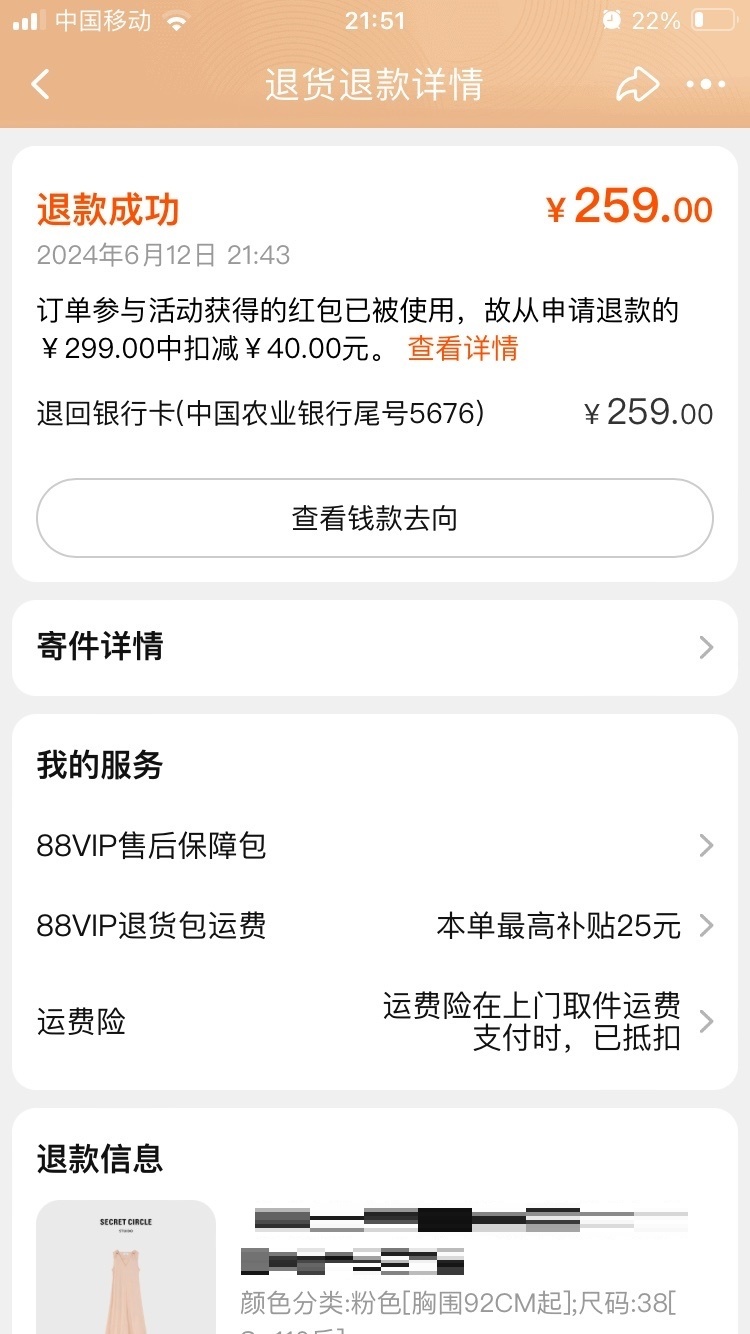 中国移动
21:51
22%
退货退款详情
退款成功
¥259.00
2024年6月12日 21:43
订单参与活动获得的红包已被使用，故从申请退款的
¥299.00中扣减¥40.00元。 查看详情
退回银行卡(中国农业银行尾号5676)
¥259.00
查看钱款去向
寄件详情
我的服务
88VIP售后保障包
88VIP退货包运费
本单最高补贴25元
运费险
运费险在上门取件运费
支付时，已抵扣
退款信息
SECRET CIRCLE
颜色分类:粉色[胸围92CM起];尺码:38[